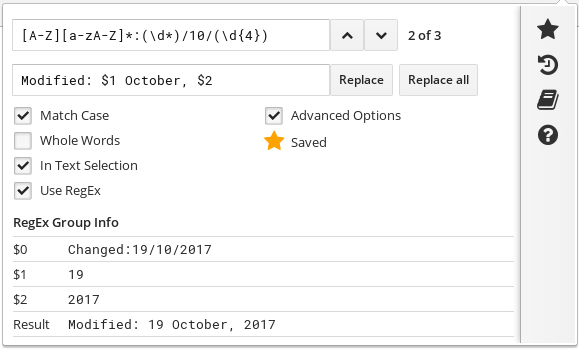 [A-Z][a-zA-Z]*:(\d*)/10/(\d{4})
2 of 3
Modified: $1 October, $2
Replace
Replace all
Match Case
Advanced Options
Whole Words
Saved
In Text Selection
Use RegEx
RegEx Group Info
$0 Changed:19/10/2017
$1 19
$2 2017
Result Modified: 19 October, 2017